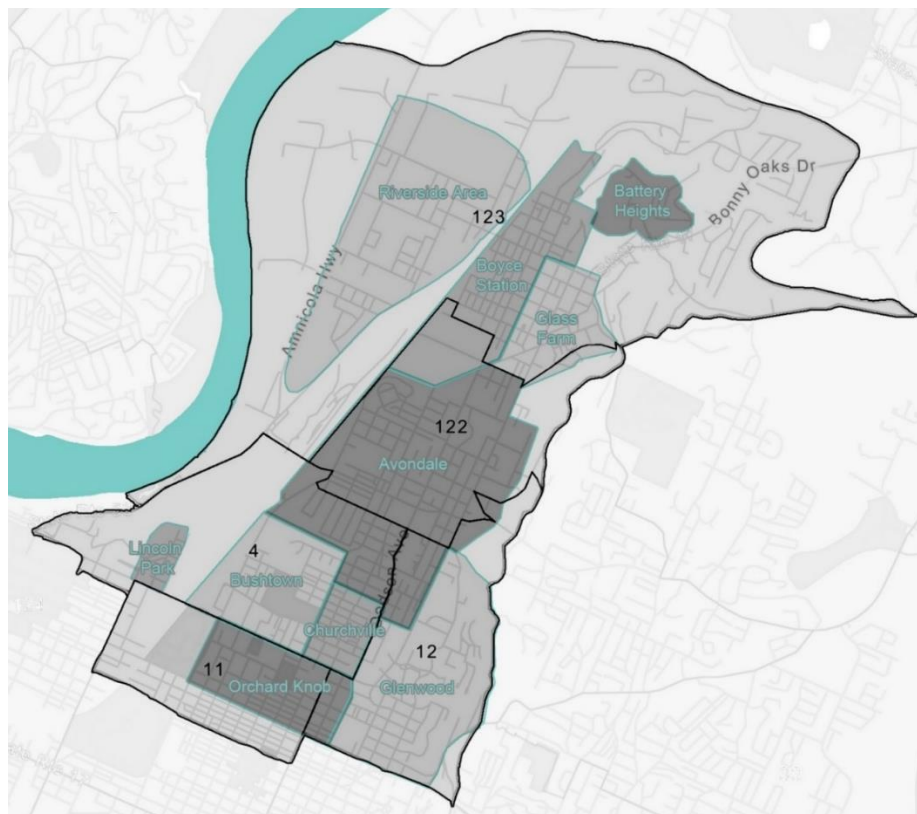 Riverside Area
123
Battery
Heights
Bonny Oaks Dr
Boyce
Station
Amnicola Hwy
Glass
Farm
122
Avondale
Lincoln
Park
4
Bushtown
Churchville
12
11
Orchard Knob
Glenwood